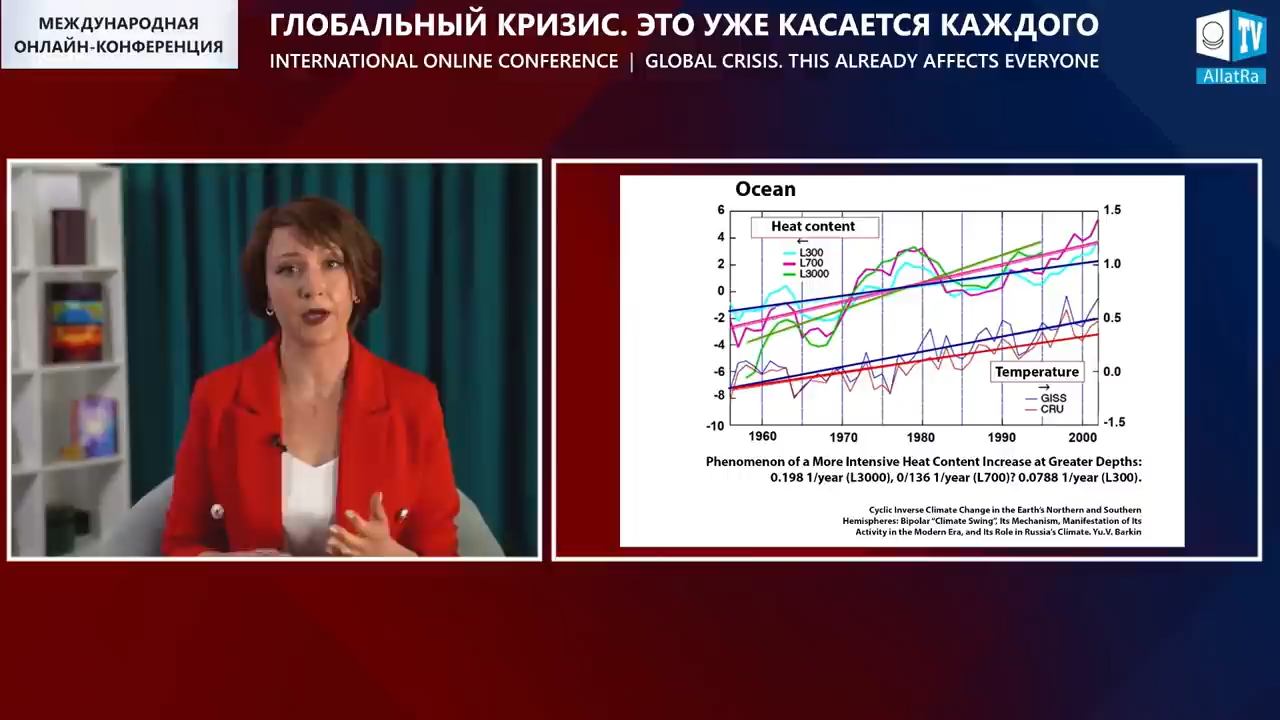 МЕЖДУНАРОДНАЯ
ОНЛАЙН-КОНФЕРЕНЦИЯ
ГЛОБАЛЬНЫЙ КРИЗИС. ЭТО УЖЕ КАСАЕТСЯ КАЖДОГО
INTERNATIONAL ONLINE CONFERENCE | GLOBAL CRISIS. THIS ALREADY AFFECTS EVERYONE
TV
AllatRa
Ocean
6
4
2
0
-2
-4
-6
-8
-10
Heat content
←
L300
L700
L3000
1.5
1.0
0.5
0.0
-1.5
Temperature
→
GISS
CRU
1960 1970 1980 1990 2000
Phenomenon of a More Intensive Heat Content Increase at Greater Depths:
0.198 1/year (L3000), 0/136 1/year (L700)? 0.0788 1/year (L300).
Cyclic Inverse Climate Change in the Earth's Northern and Southern
Hemispheres: Bipolar "Climate Swing", Its Mechanism, Manifestation of Its
Activity in the Modern Era, and Its Role in Russia's Climate. Yu.V. Barkin